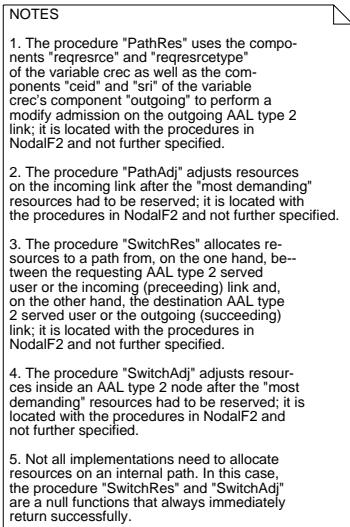 NOTES
1. The procedure "PathRes" uses the compo-
nents "reqresrce" and "reqresrcetype"
of the variable crec as well as the com-
ponents "ceid" and "sri" of the variable
crec's component "outgoing" to perform a
modify admission on the outgoing AAL type 2
link; it is located with the procedures in
NodalF2 and not further specified.
2. The procedure "PathAdj" adjusts resources
on the incoming link after the "most demanding"
resources had to be reserved; it is located with
the procedures in NodalF2 and not further specified.
3. The procedure "SwitchRes" allocates re-
sources to a path from, on the one hand, be--
tween the requesting AAL type 2 served
user or the incoming (preceeding) link and,
on the other hand, the destination AAL type
2 served user or the outgoing (succeeding)
link; it is located with the procedures in
NodalF2 and not further specified.
4. The procedure "SwitchAdj" adjusts resour-
ces inside an AAL type 2 node after the "most
demanding" resources had to be reserved; it is
located with the procedures in NodalF2 and
not further specified.
5. Not all implementations need to allocate
resources on an internal path. In this case,
the procedure "SwitchRes" and "SwitchAdj"
are a null functions that always immediately
return successfully.